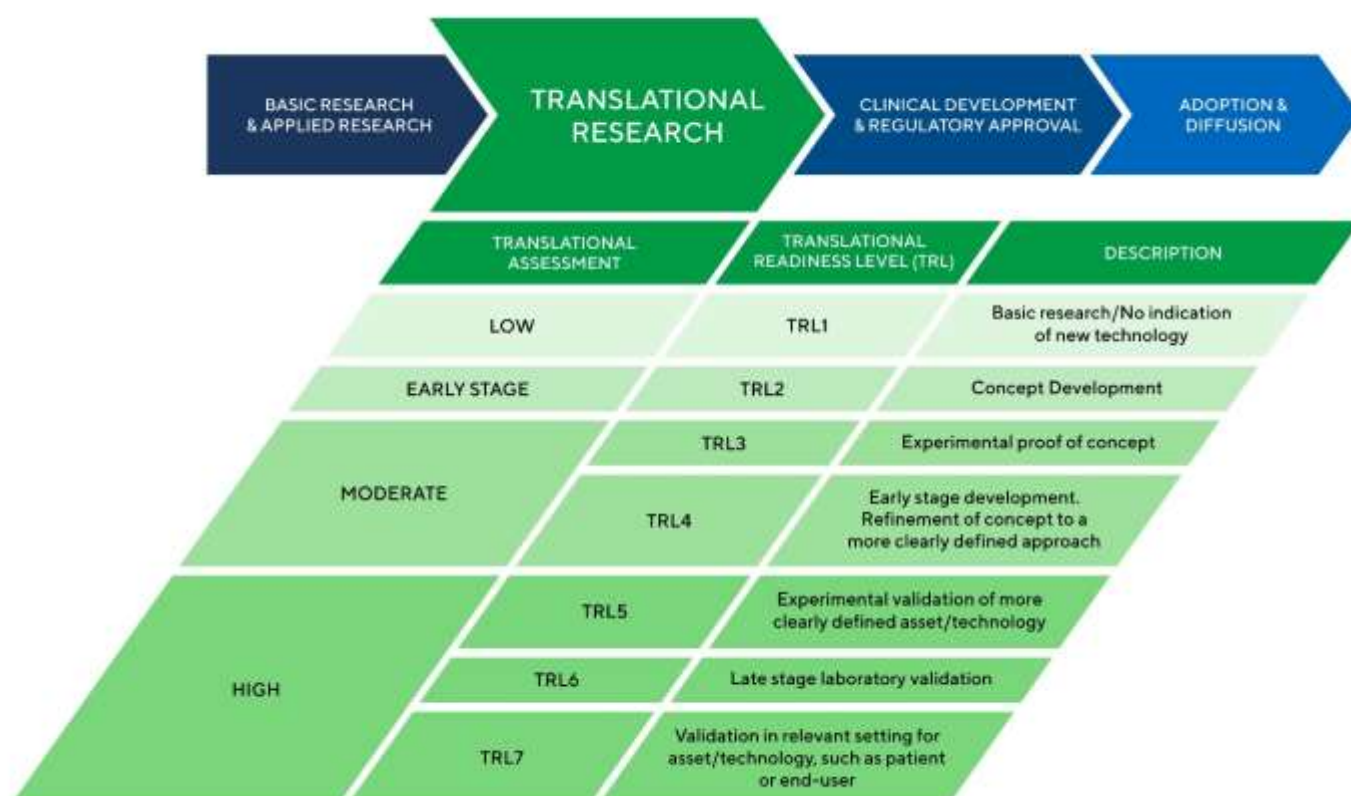 BASIC RESEARCH
& APPLIED RESEARCH
TRANSLATIONAL
RESEARCH
CLINICAL DEVELOPMENT
& REGULATORY APPROVAL
ADOPTION &
DIFFUSION
TRANSLATIONAL
ASSESSMENT
TRANSLATIONAL
READINESS LEVEL (TRL)
DESCRIPTION
LOW
TRL1
Basic research/No indication
of new technology
EARLY STAGE
TRL2
Concept Development
MODERATE
TRL3
Experimental proof of concept
TRL4
Early stage development.
Refinement of concept to a
more clearly defined approach
HIGH
TRL5
Experimental validation of more
clearly defined asset/technology
TRL6
Late stage laboratory validation
TRL7
Validation in relevant setting for
asset/technology, such as patient
or end-user